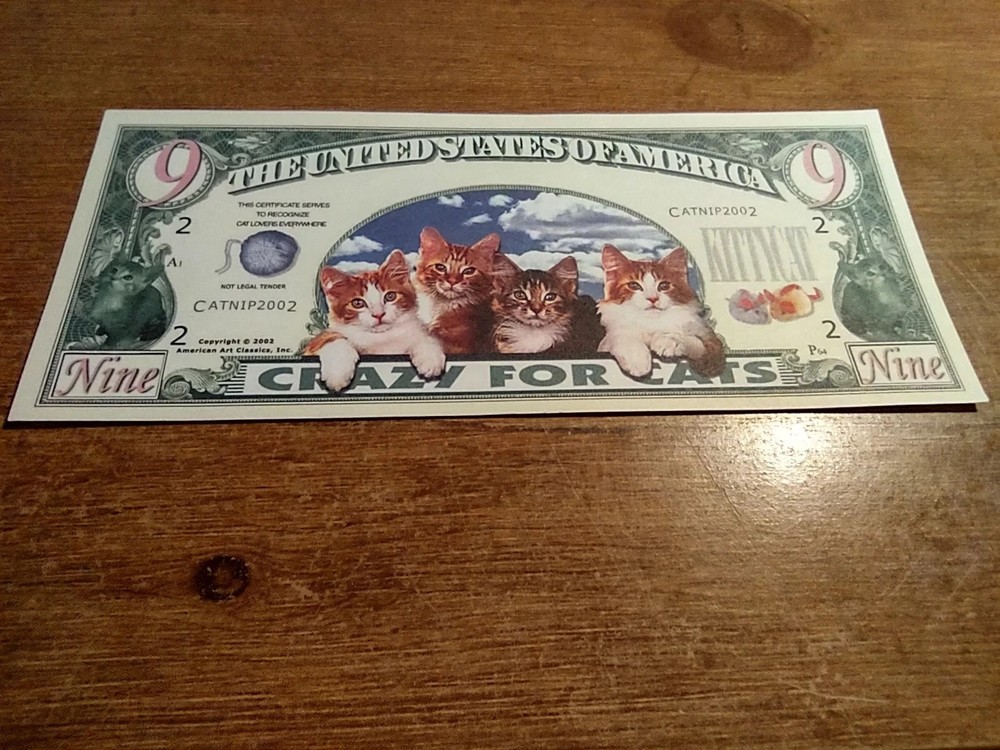 9 THE UNITED STATES OF AMERICA 9
THIS CERTIFICATE SERVES
TO RECOGNIZE
CAT LOVERS EVERYWHERE
2
A1
NOT LEGAL TENDER
CATNIP2002
2
Copyright © 2002
American Art Classics, Inc.
CATNIP2002
2
KITTYKAT
2
P64
Nine CRAZY FOR CATS Nine